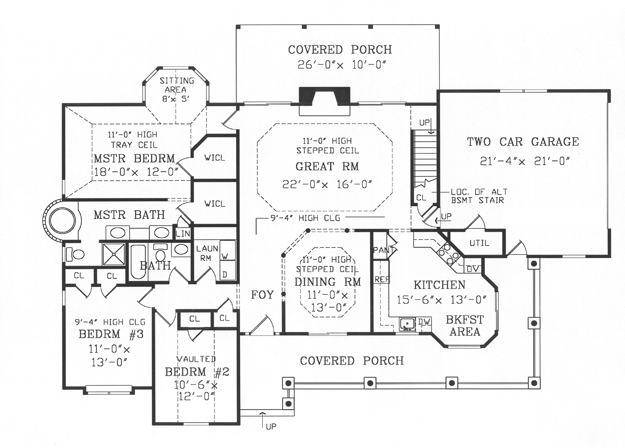 COVERED PORCH
26'-0" × 10'-0"
SITTING
AREA
8'× 5'
11'-0" HIGH
TRAY CEIL
MSTR BEDRM
18'-0" × 12-0"
WICL
WICL
11'-0" HIGH
STEPPED CEIL
GREAT RM
22'-0" × 16'-0"
UP
TWO CAR GARAGE
21'-4" × 21'-0"
CL
LOC. OF ALT
BSMT STAIR
UP
MSTR BATH
LIN
9'-4" HIGH CLG
UTIL
BATH
LAUN
RM
W
D
11'-0" HIGH
STEPPED CEIL
DINING RM
11'-0" ×
13'-0"
PAN
REF
DV
KITCHEN
15'-6" × 13'-0"
BKFST
AREA
DW
CL
CL
FOY
9'-4" HIGH CLG
BEDRM #3
11'-0" ×
13'-0"
CL
CL
VAULTED
BEDRM #2
10'-6" ×
12'-0"
COVERED PORCH
UP